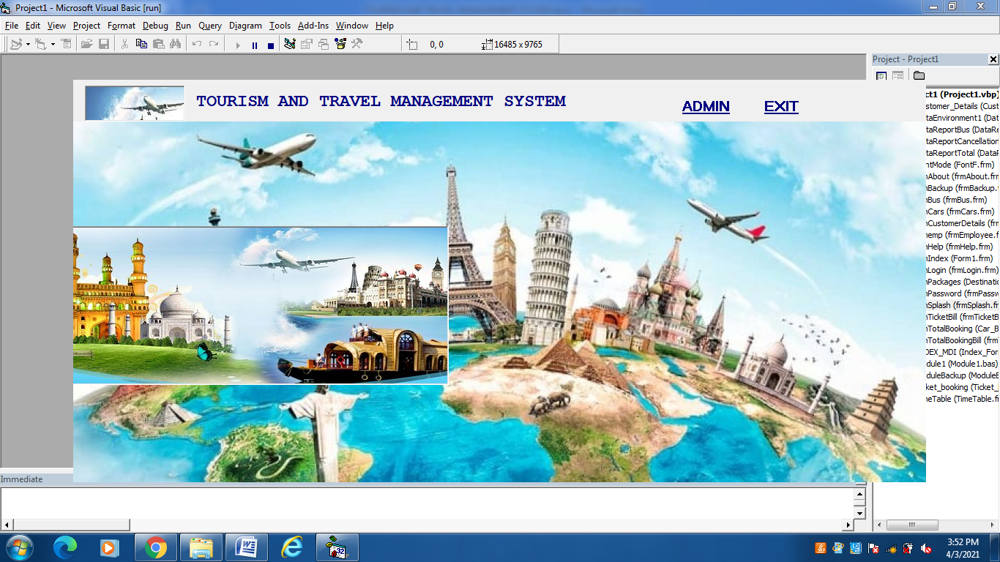 Project1 - Microsoft Visual Basic [run]
File Edit View Project Format Debug Run Query Diagram Tools Add-Ins Window Help
0, 0 16485 x 9765
Project - Project1
TOURISM AND TRAVEL MANAGEMENT SYSTEM
ADMIN EXIT
ct1 (Project1.vbp)
stomer_Details (Cust
taEnvironment1 (Dat
taReportBus (DataRe
taReportCancellation
taReportTotal (DataR
ntMode (FontF.frm)
nAbout (frmAbout.frm
nBackup (frmBackup.f
nBus (frmBus.frm)
nCars (frmCars.frm)
nCustomerDetails (frm
nemp (frmEmployee.f
nHelp (frmHelp.frm)
nIndex (Form1.frm)
nLogin (frmLogin.frm)
nPackages (Destinatio
nPassword (frmPassw
nSplash (frmSplash.fr
nTicketBill (frmTicketB
nTotalBooking (Car_B
nTotalBookingBill (frm
DEX_MDI (Index_For
dule1 (Module1.bas)
duleBackup (ModuleB
ket_booking (Ticket_
neTable (TimeTable.f
Immediate
3:52 PM
4/3/2021